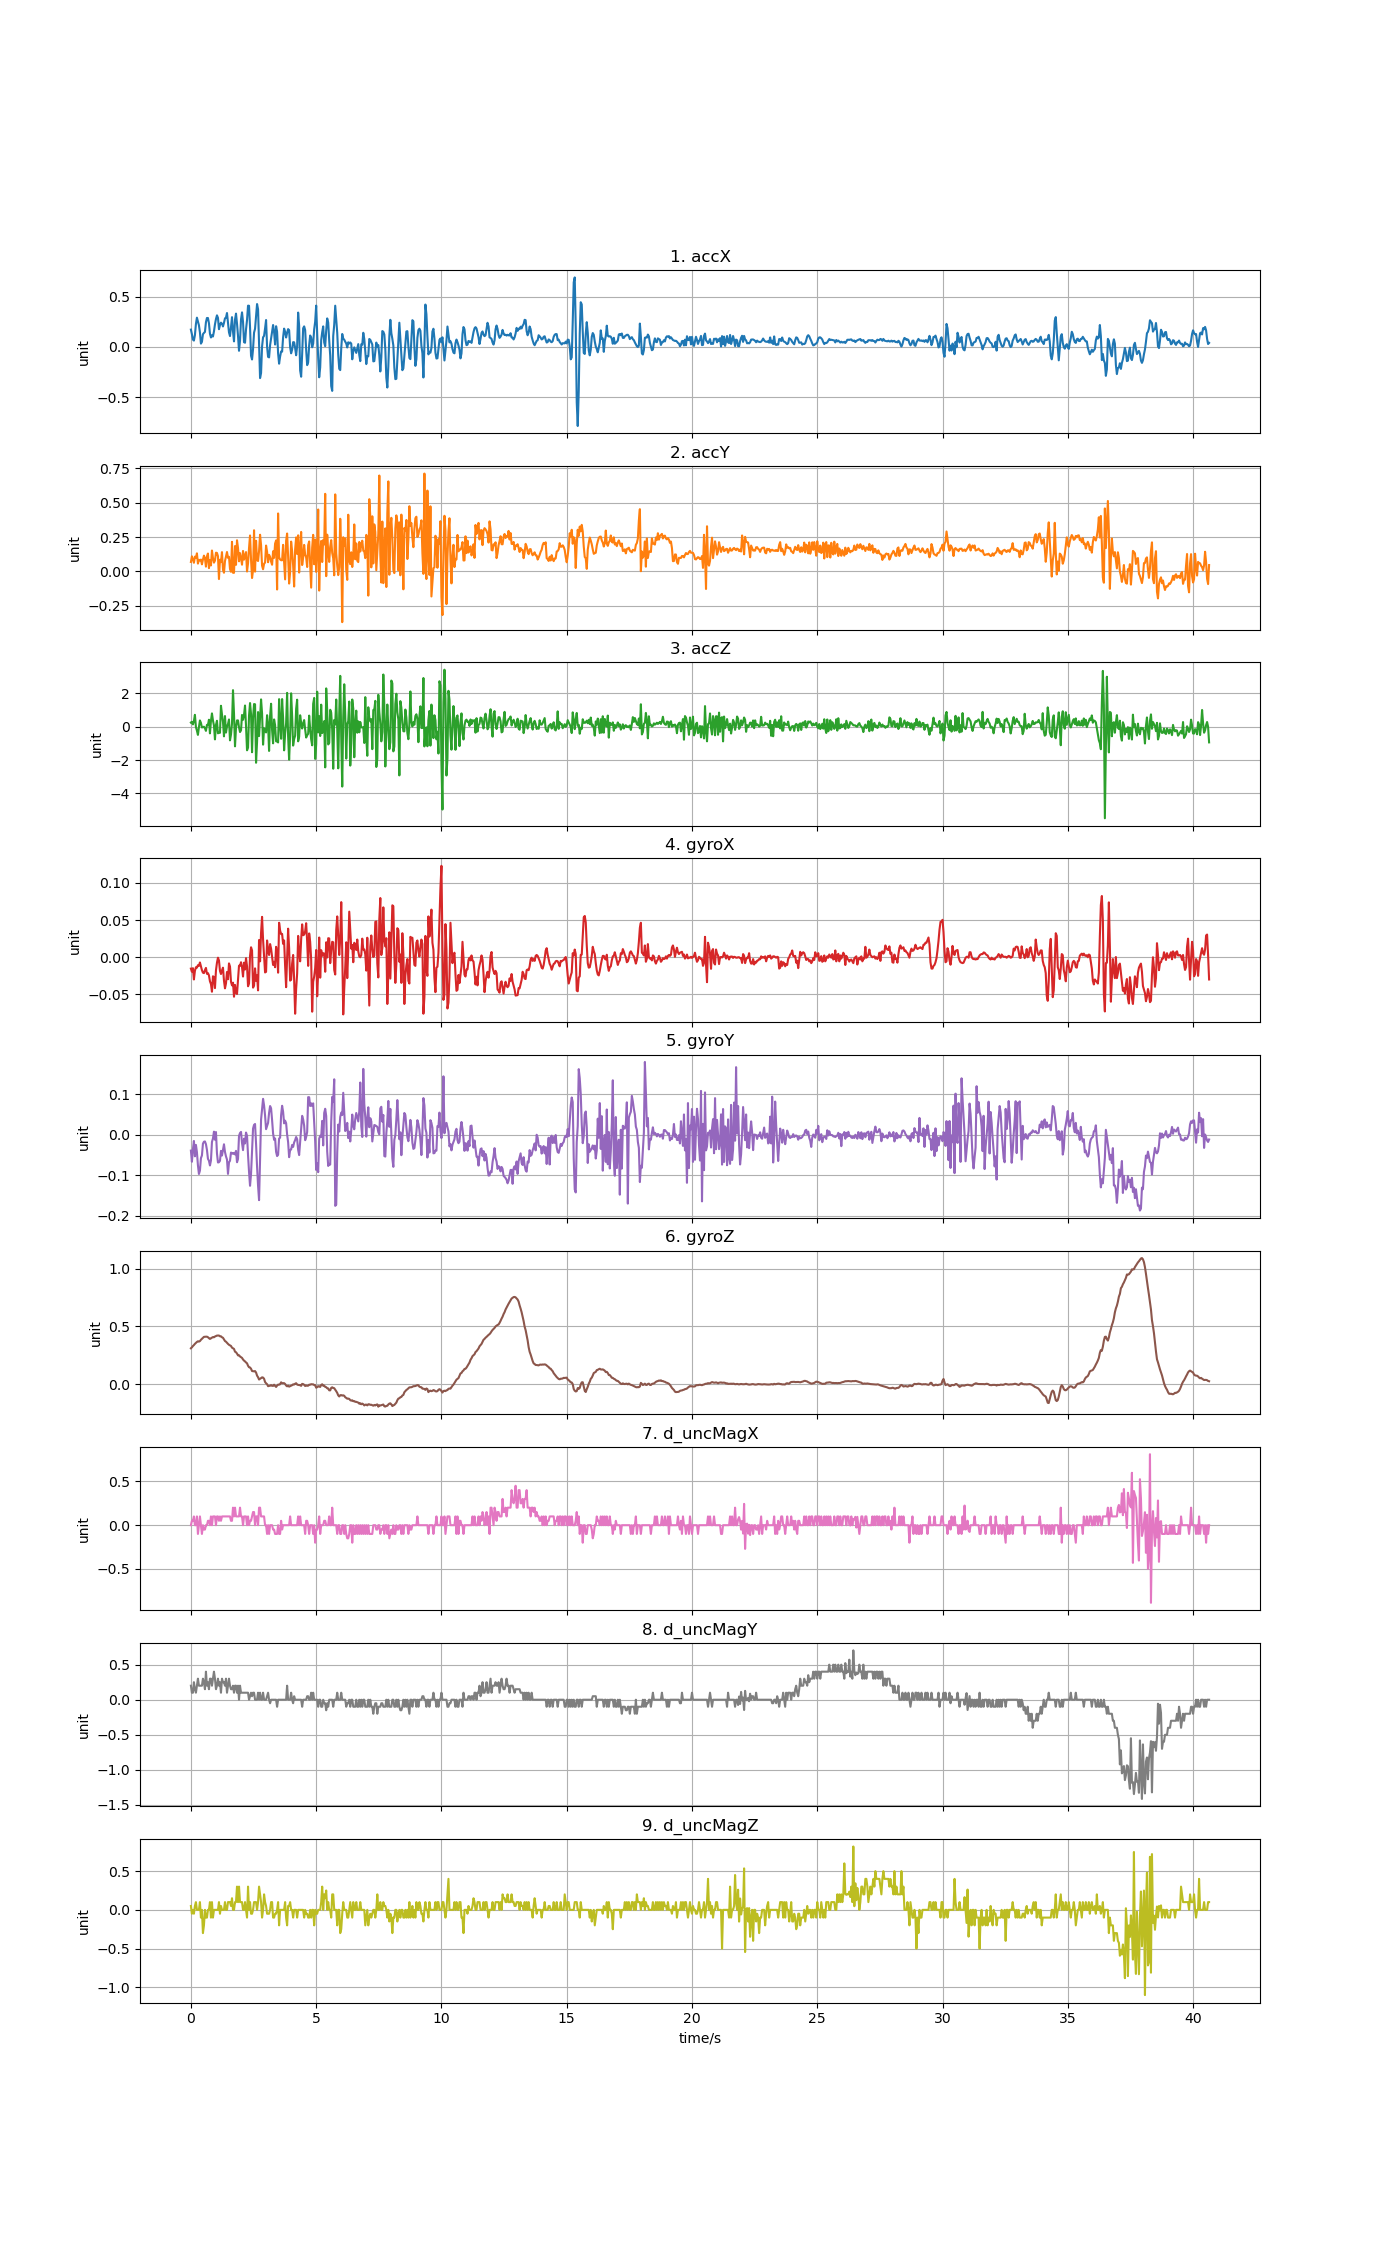 1. accX
0.5
0.0
−0.5
unit
2. accY
0.75
0.50
0.25
0.00
−0.25
unit
3. accZ
2
0
−2
−4
unit
4. gyroX
0.10
0.05
0.00
−0.05
unit
5. gyroY
0.1
0.0
−0.1
−0.2
unit
6. gyroZ
1.0
0.5
0.0
unit
7. d_uncMagX
0.5
0.0
−0.5
unit
8. d_uncMagY
0.5
0.0
−0.5
−1.0
−1.5
unit
9. d_uncMagZ
0.5
0.0
−0.5
−1.0
unit
0 5 10 15 20 25 30 35 40
time/s